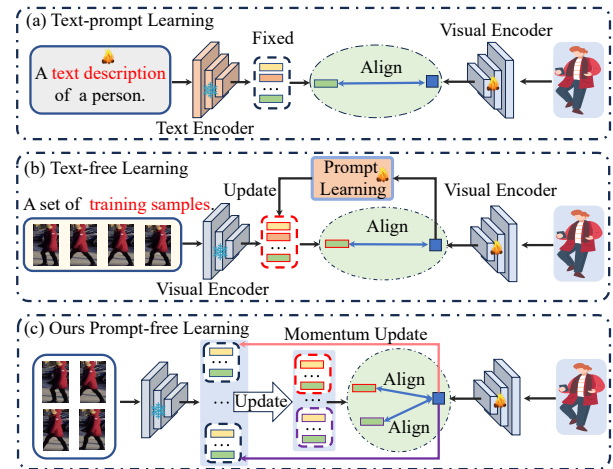 (a) Text-prompt Learning
Visual Encoder
Fixed
A text description
of a person.
Align
Text Encoder
(b) Text-free Learning
Prompt
Learning
Visual Encoder
Update
A set of training samples.
Align
Visual Encoder
(c) Ours Prompt-free Learning
Momentum Update
Update
Align
Align